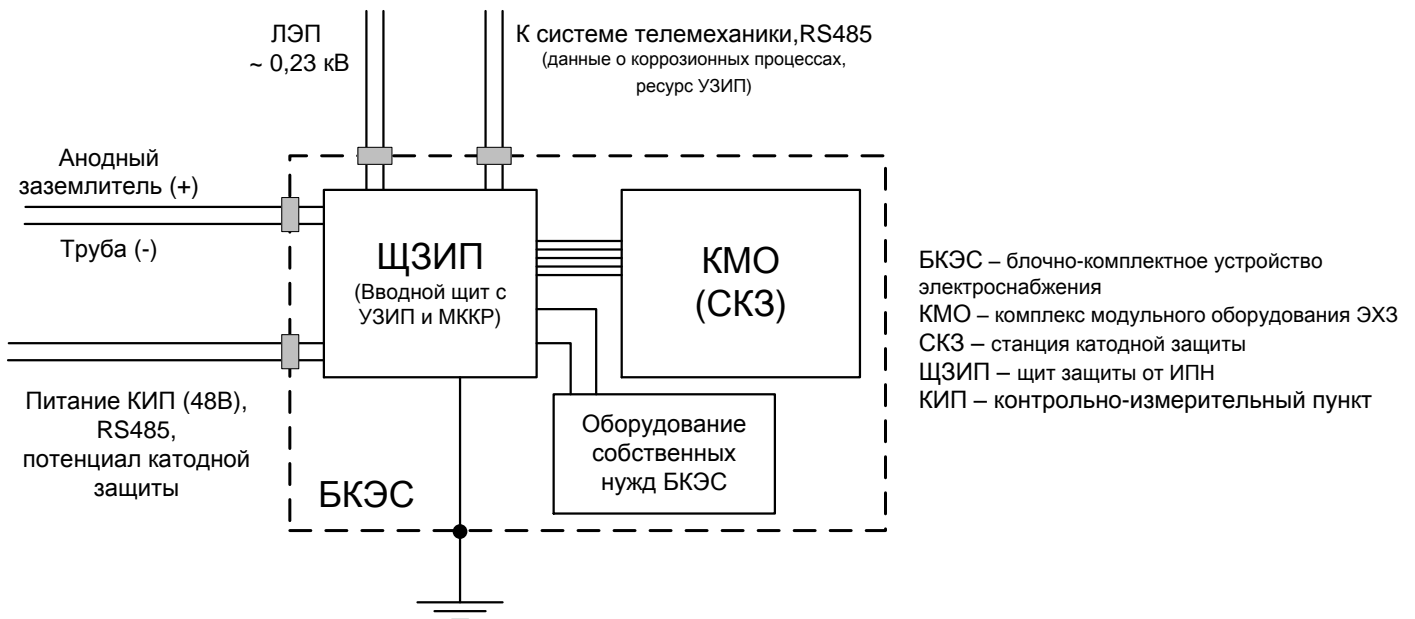 ЛЭП
~ 0,23 кВ
К системе телемеханики,RS485
(данные о коррозионных процессах,
ресурс УЗИП)
Анодный
заземлитель (+)
Труба (-)
ЩЗИП
(Вводной щит с
УЗИП и МККР)
КМО
(СКЗ)
Питание КИП (48В),
RS485,
потенциал катодной
защиты
Оборудование
собственных
нужд БКЭС
БКЭС
БКЭС – блочно-комплектное устройство
электроснабжения
КМО – комплекс модульного оборудования ЭХЗ
СКЗ – станция катодной защиты
ЩЗИП – щит защиты от ИПН
КИП – контрольно-измерительный пункт